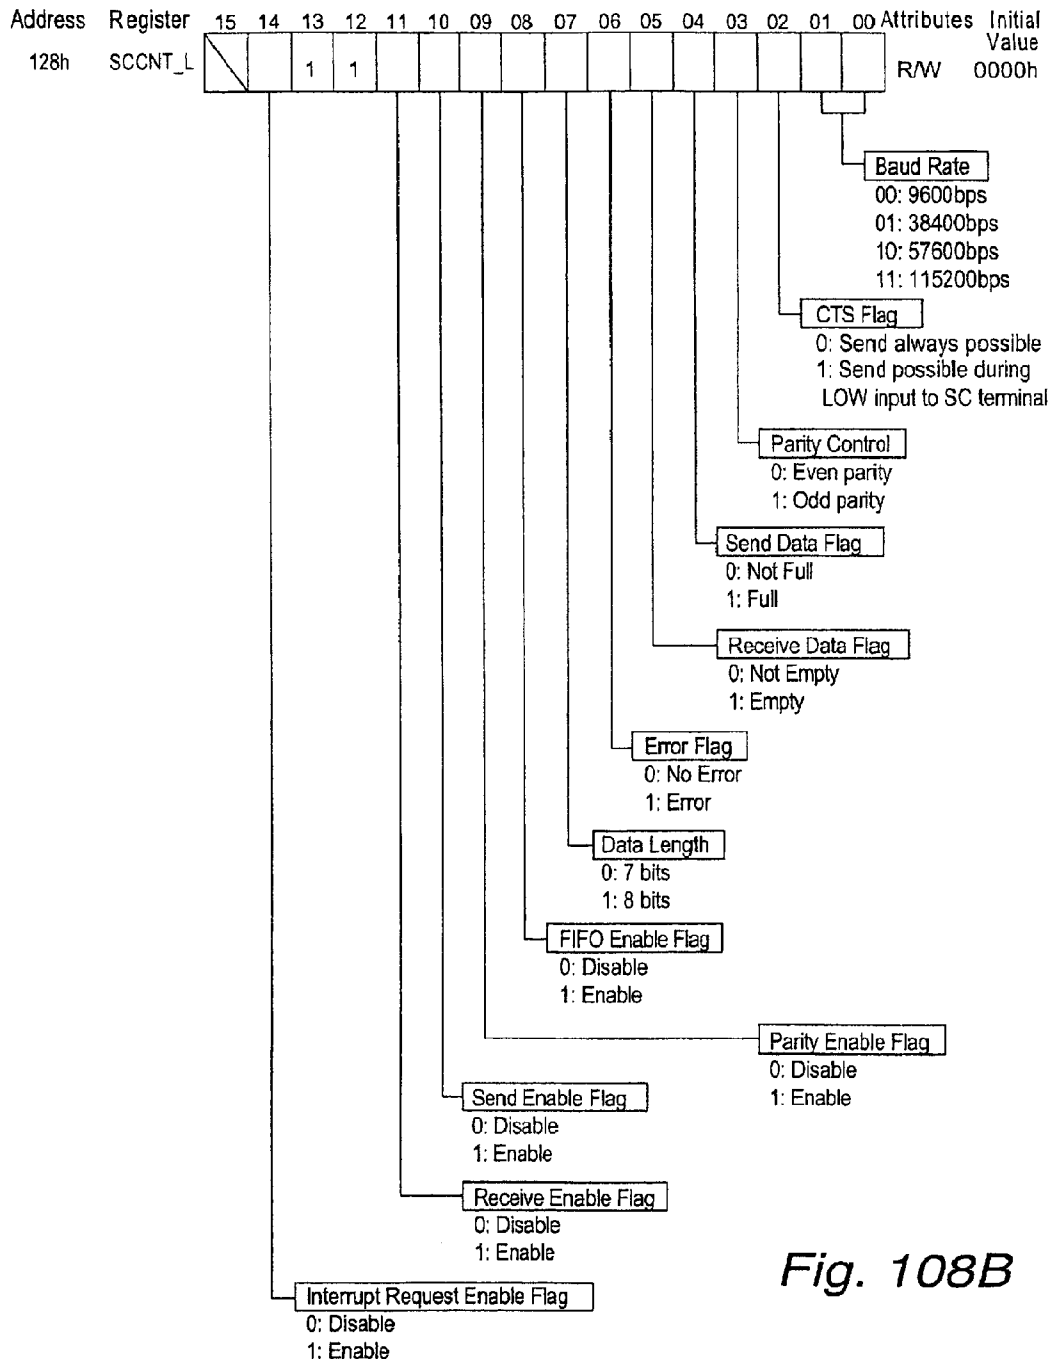 Address Register 15 14 13 12 11 10 09 08 07 06 05 04 03 02 01 00 Attributes Initial Value
128h SCCNT_L 1 1 R/W 0000h
Baud Rate
00: 9600bps
01: 38400bps
10: 57600bps
11: 115200bps
CTS Flag
0: Send always possible
1: Send possible during
LOW input to SC terminal
Parity Control
0: Even parity
1: Odd parity
Send Data Flag
0: Not Full
1: Full
Receive Data Flag
0: Not Empty
1: Empty
Error Flag
0: No Error
1: Error
Data Length
0: 7 bits
1: 8 bits
FIFO Enable Flag
0: Disable
1: Enable
Parity Enable Flag
0: Disable
1: Enable
Send Enable Flag
0: Disable
1: Enable
Receive Enable Flag
0: Disable
1: Enable
Interrupt Request Enable Flag
0: Disable
1: Enable
Fig. 108B